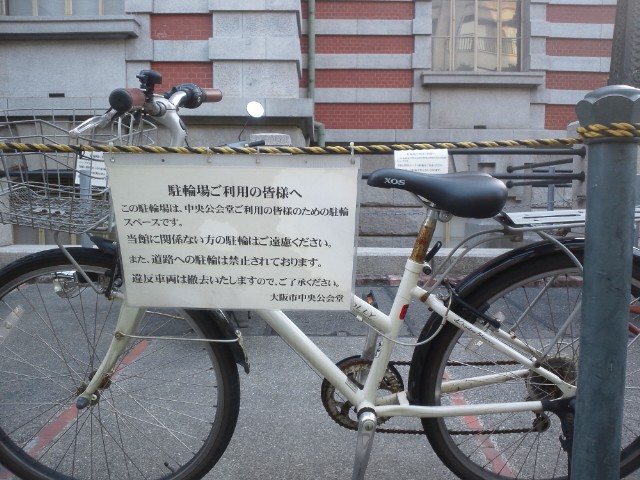 駐輪場ご利用の皆様へ
この駐輪場は、中央公会堂ご利用の皆様のための駐輪
スペースです。
当館に関係ない方の駐輪はご遠慮ください。
また、道路への駐輪は禁止されております。
違反車両は撤去いたしますので、ご了承ください。
大阪市中央公会堂
XOS